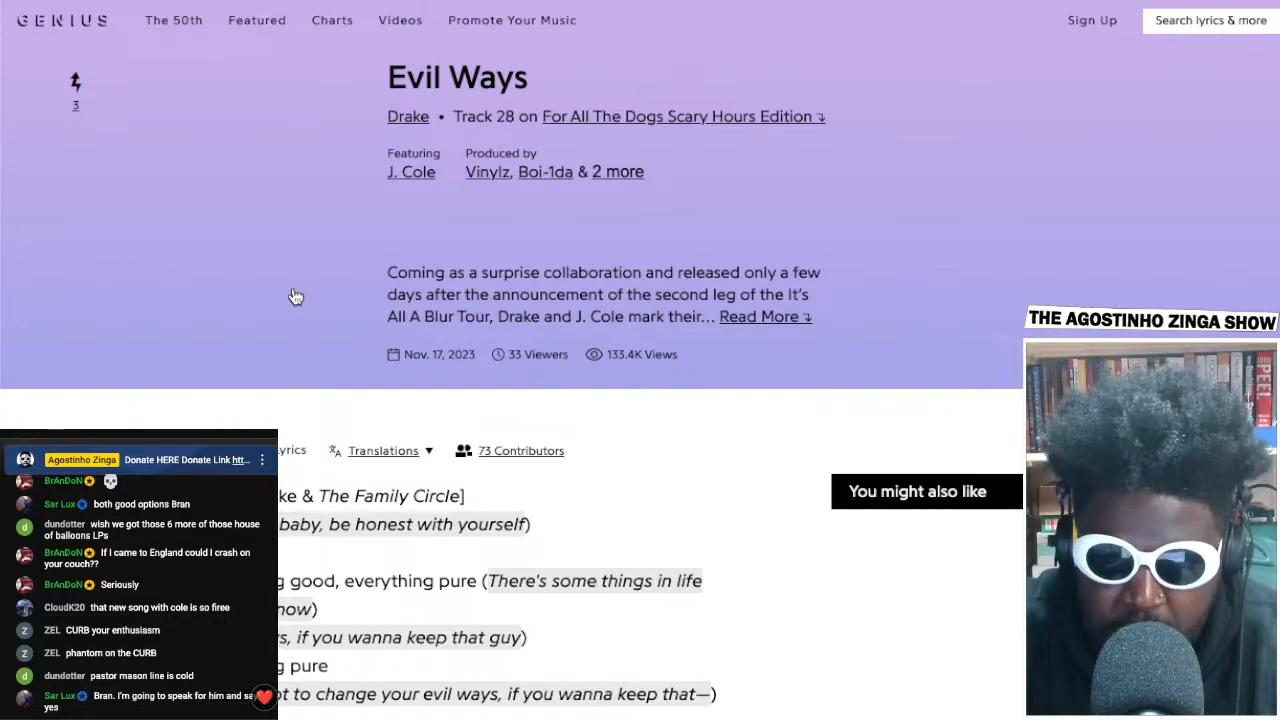 GENIUS The 50th Featured Charts Videos Promote Your Music Sign Up Search lyrics & more
3
Evil Ways
Drake • Track 28 on For All The Dogs Scary Hours Edition
Featuring Produced by
J. Cole Vinylz, Boi-1da & 2 more
Coming as a surprise collaboration and released only a few
days after the announcement of the second leg of the It's
All A Blur Tour, Drake and J. Cole mark their... Read More
Nov. 17, 2023 33 Viewers 133.4K Views
yrics Translations 73 Contributors
ke & The Family Circle]
baby, be honest with yourself)
g good, everything pure (There's some things in life
now)
s, if you wanna keep that guy)
g pure
ot to change your evil ways, if you wanna keep that—)
You might also like
THE AGOSTINHO ZINGA SHOW
Agostinho Zinga Donate HERE Donate Link htt...
BrAnDoN
Sar Lux both good options Bran
dundotter wish we got those 6 more of those house
of balloons LPs
BrAnDoN If I came to England could I crash on
your couch??
BrAnDoN Seriously
CloudK20 that new song with cole is so firee
ZEL CURB your enthusiasm
ZEL phantom on the CURB
dundotter pastor mason line is cold
Sar Lux Bran. I'm going to speak for him and sa
yes